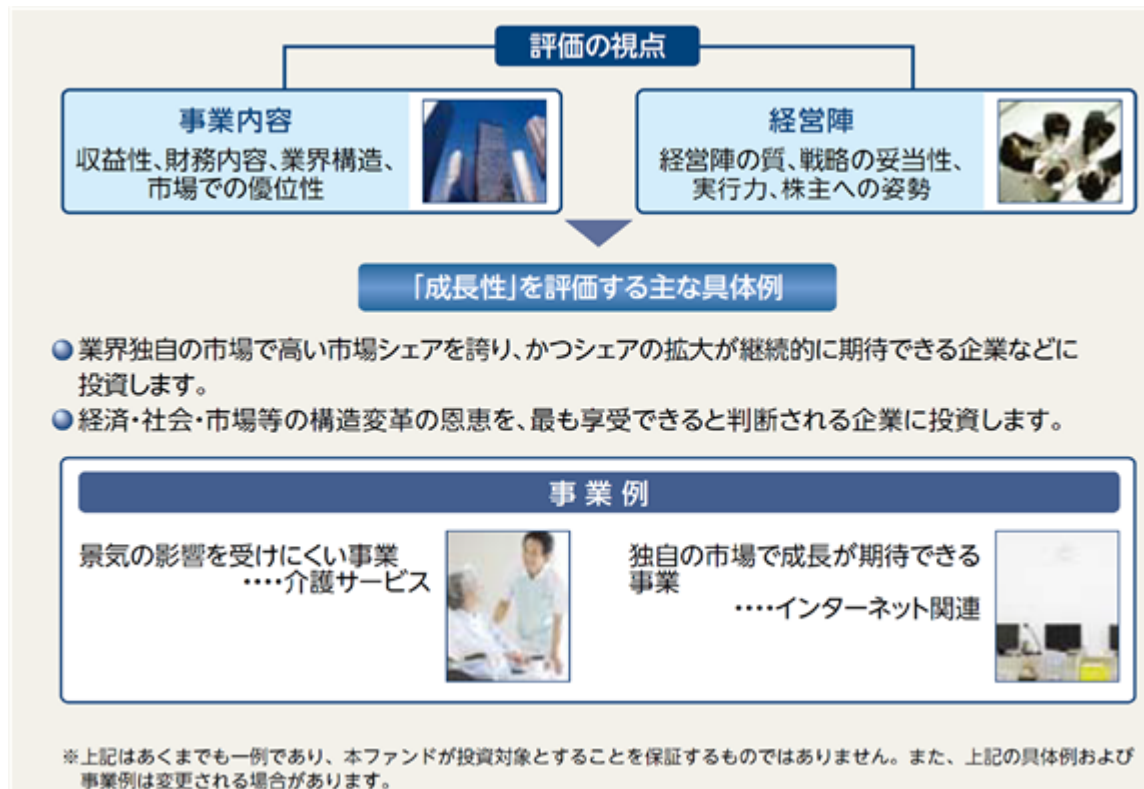 評価の視点
事業内容
収益性、財務内容、業界構造、
市場での優位性
経営陣
経営陣の質、戦略の妥当性、
実行力、株主への姿勢
「成長性」を評価する主な具体例
業界独自の市場で高い市場シェアを誇り、かつシェアの拡大が継続的に期待できる企業などに
投資します。
経済・社会・市場等の構造変革の恩恵を、最も享受できると判断される企業に投資します。
事業例
景気の影響を受けにくい事業
····介護サービス
独自の市場で成長が期待できる
事業
····インターネット関連
※上記はあくまでも一例であり、本ファンドが投資対象とすることを保証するものではありません。また、上記の具体例および
事業例は変更される場合があります。